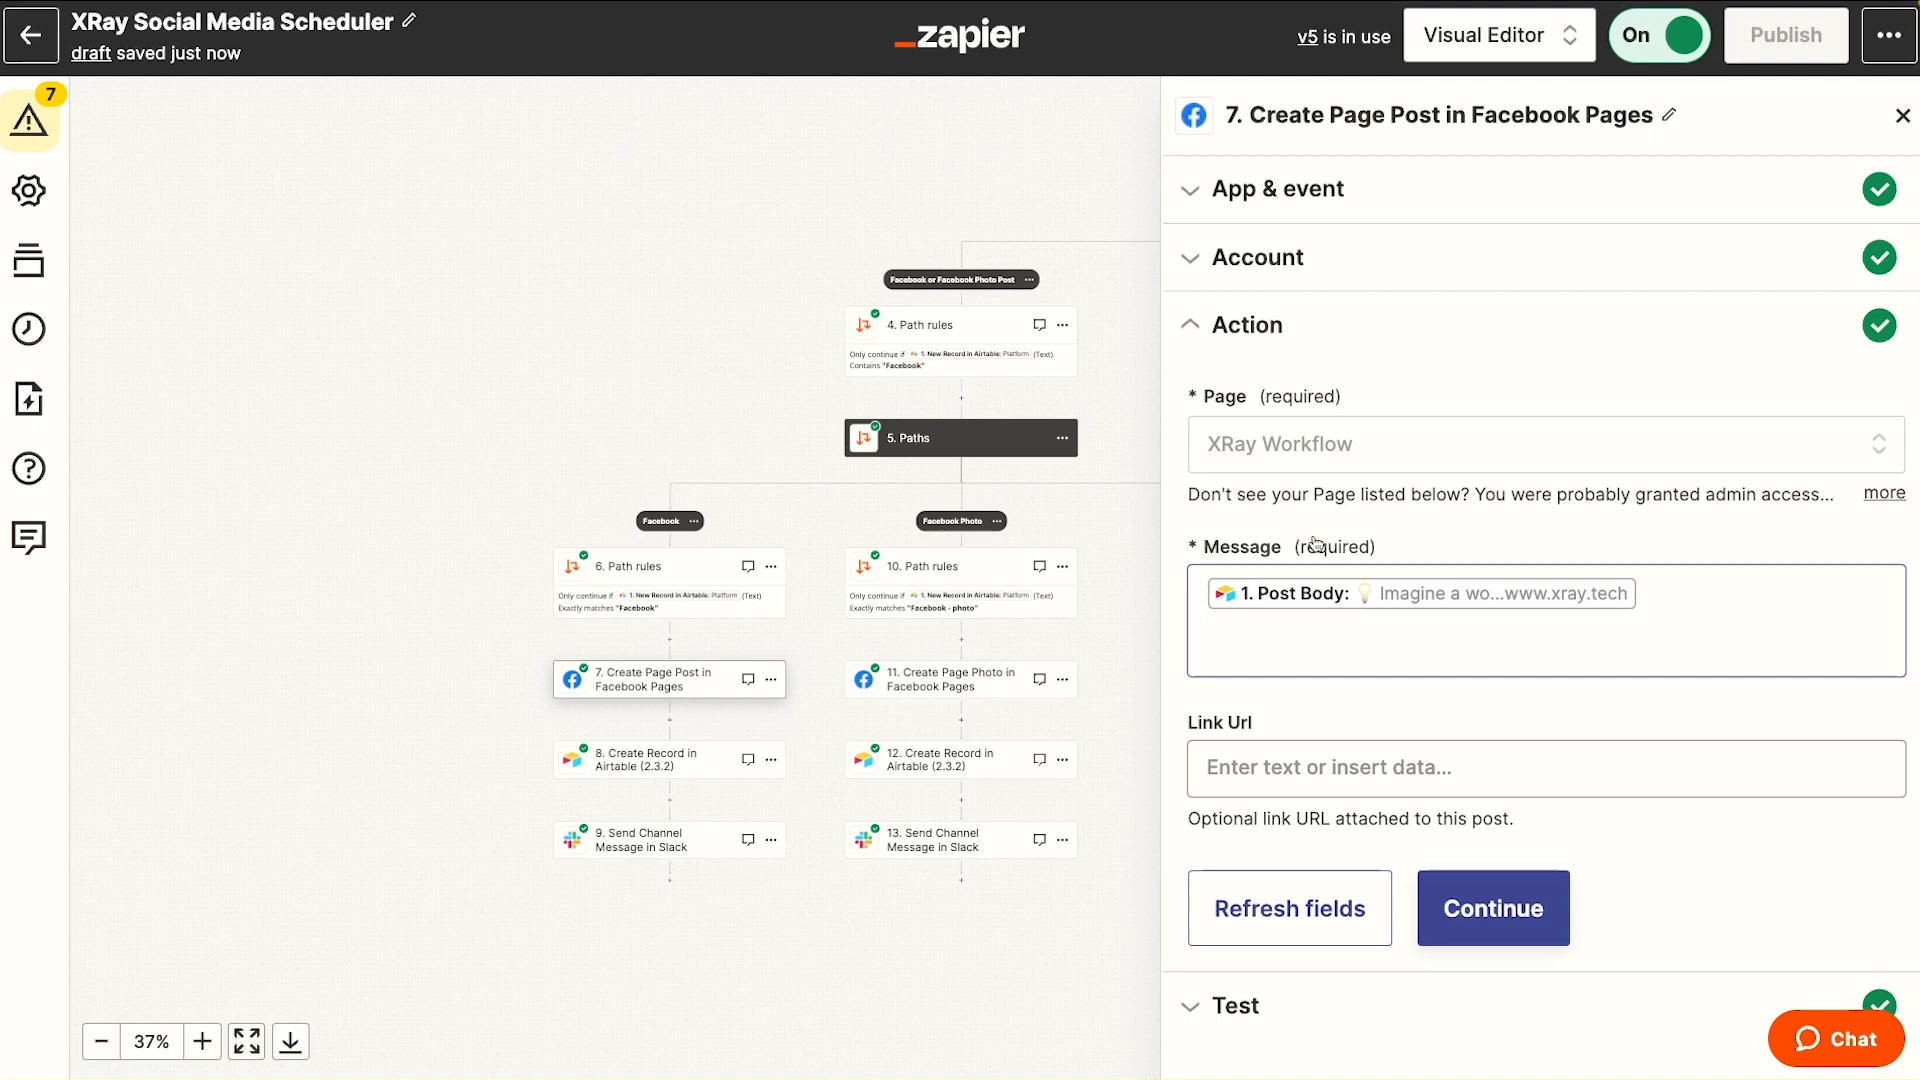 XRay Social Media Scheduler
draft saved just now
_zapier
v5 is in use
Visual Editor
On
Publish
7
Facebook or Facebook Photo Post
4. Path rules
Only continue if 1. New Record in Airtable: Platform (Text)
Contains "Facebook"
5. Paths
Facebook
Facebook Photo
6. Path rules
Only continue if 1. New Record in Airtable: Platform (Text)
Exactly matches "Facebook"
10. Path rules
Only continue if 1. New Record in Airtable: Platform (Text)
Exactly matches "Facebook - photo"
7. Create Page Post in
Facebook Pages
11. Create Page Photo in
Facebook Pages
8. Create Record in
Airtable (2.3.2)
12. Create Record in
Airtable (2.3.2)
9. Send Channel
Message in Slack
13. Send Channel
Message in Slack
37%
7. Create Page Post in Facebook Pages
App & event
Account
Action
* Page (required)
XRay Workflow
Don't see your Page listed below? You were probably granted admin access... more
* Message (required)
1. Post Body: 💡 Imagine a wo...www.xray.tech
Link Url
Enter text or insert data...
Optional link URL attached to this post.
Refresh fields
Continue
Test
Chat